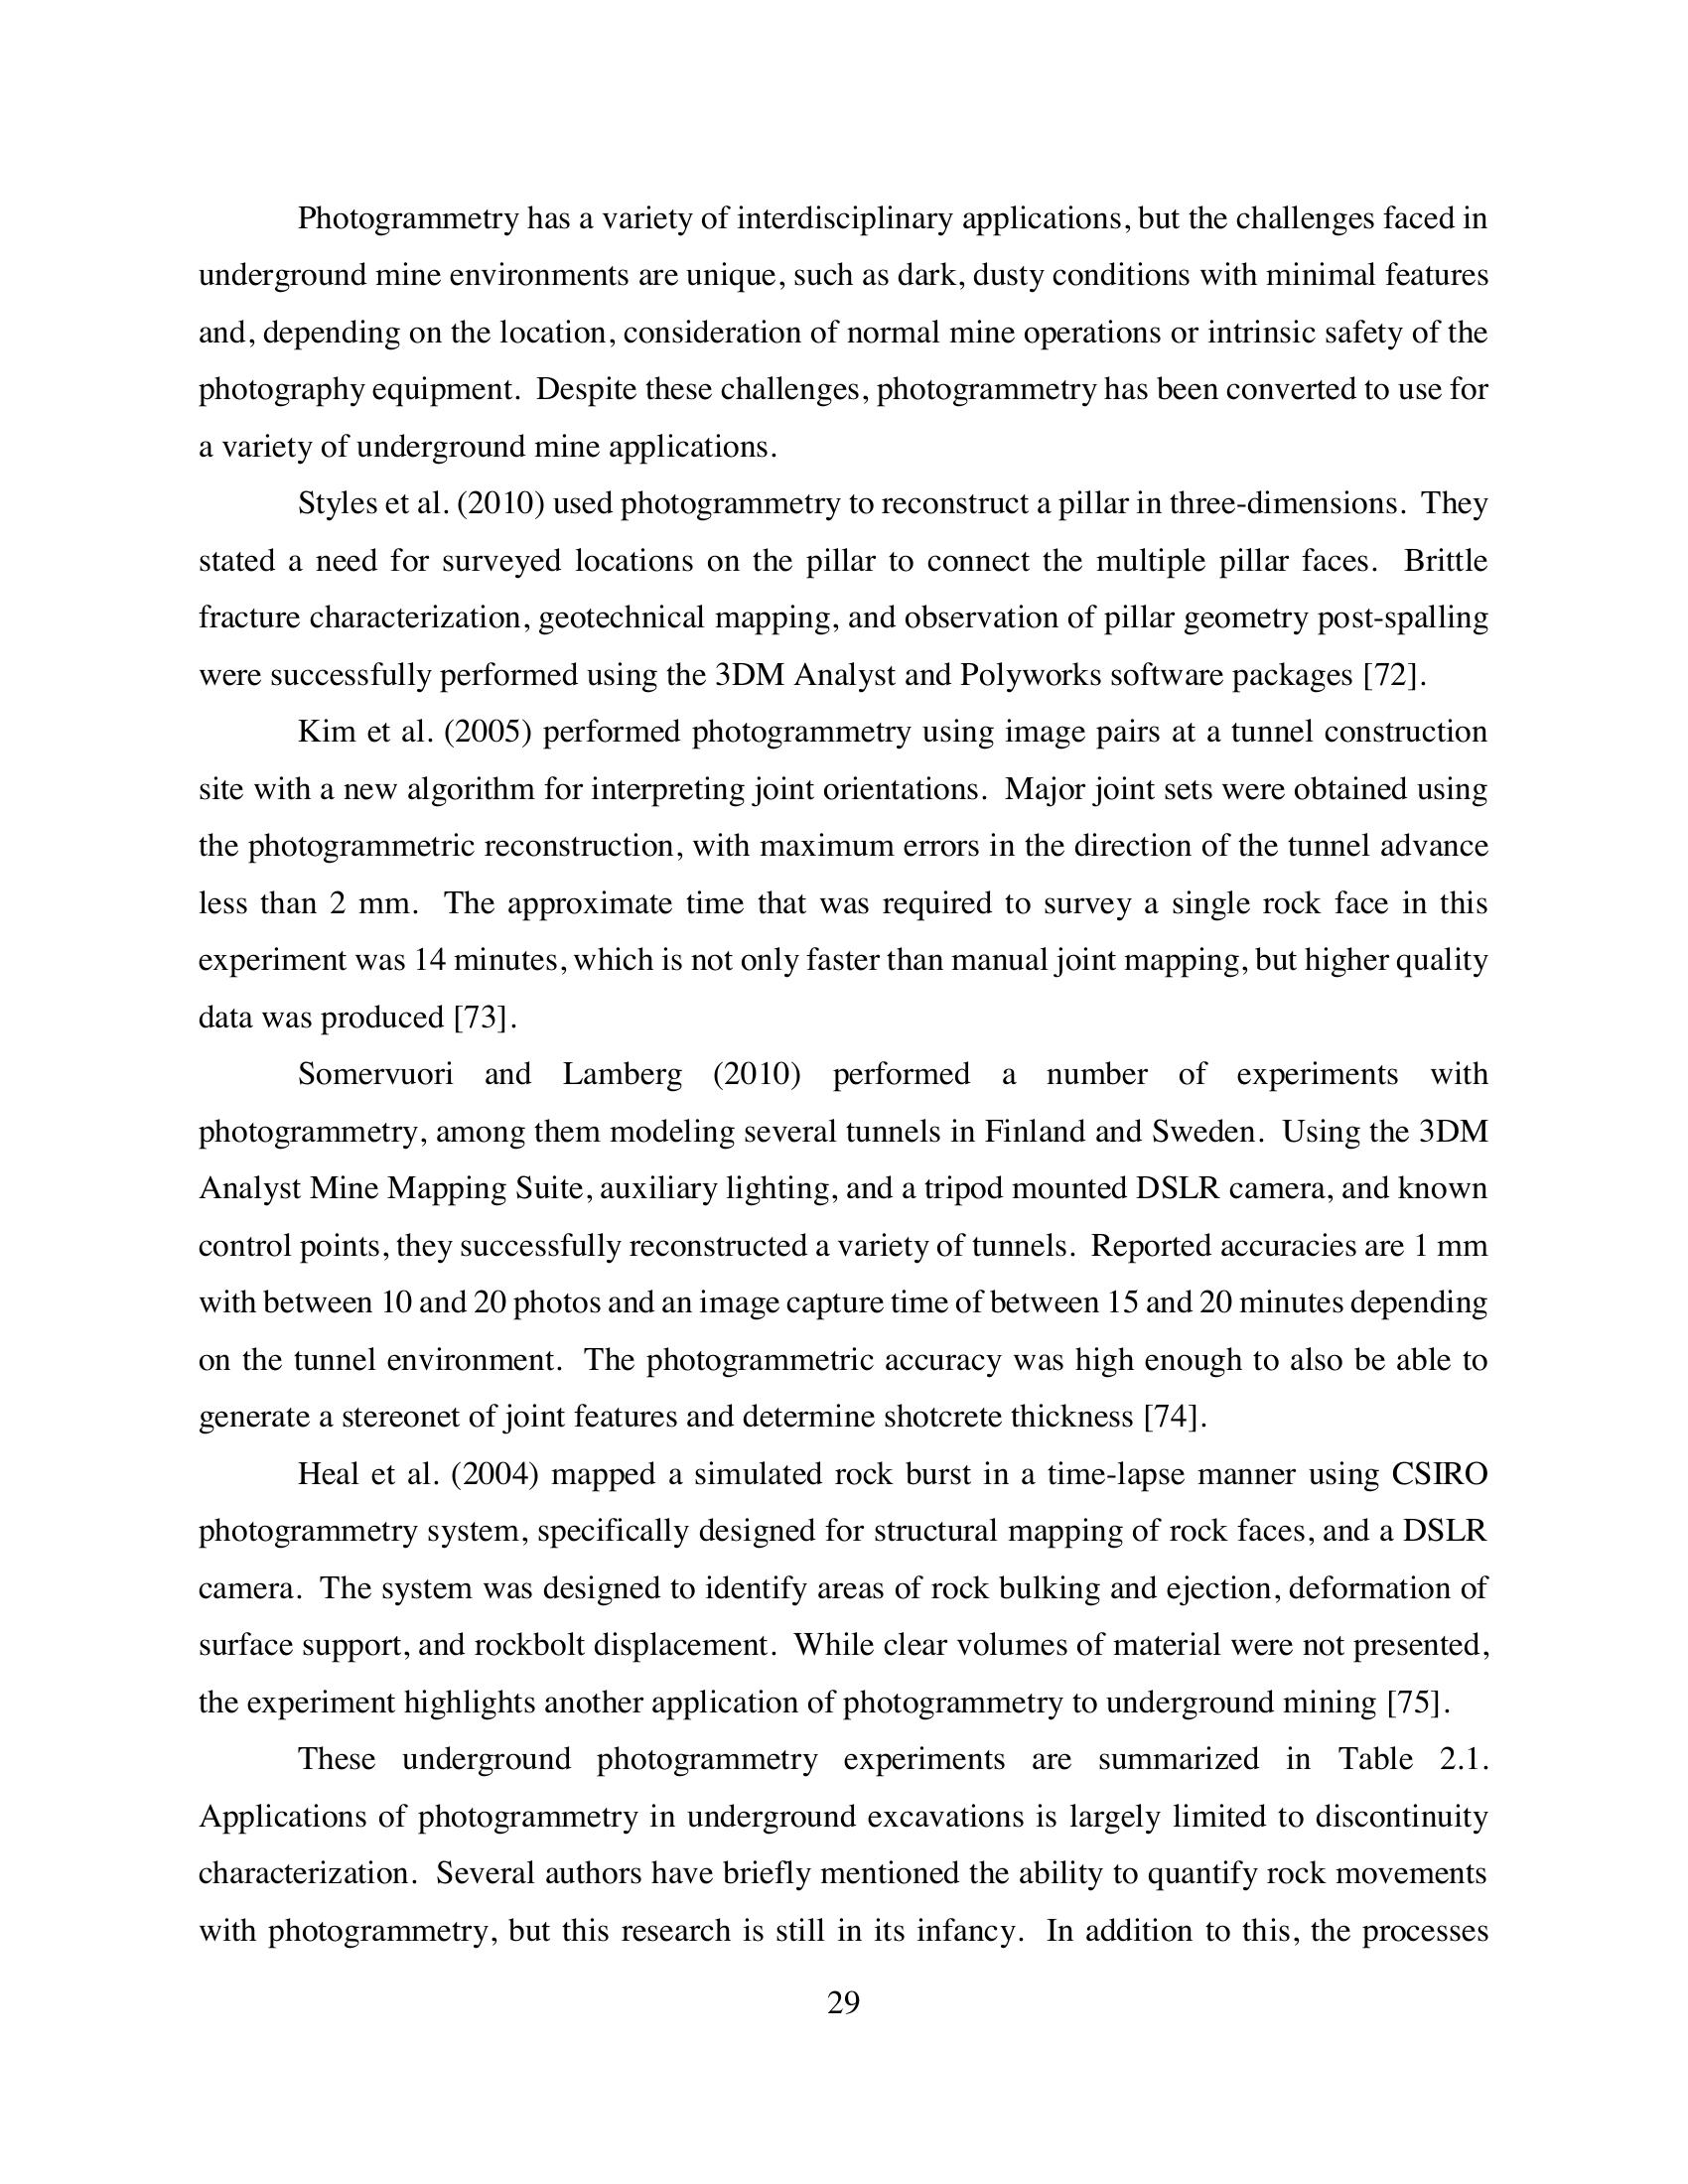 Photogrammetry has a variety of interdisciplinary applications, but the challenges faced in
underground mine environments are unique, such as dark, dusty conditions with minimal features
and, depending on the location, consideration of normal mine operations or intrinsic safety of the
photography equipment.  Despite these challenges, photogrammetry has been converted to use for
a variety of underground mine applications.
Styles et al. (2010) used photogrammetry to reconstruct a pillar in three-dimensions.  They
stated a need for surveyed locations on the pillar to connect the multiple pillar faces.  Brittle
fracture characterization, geotechnical mapping, and observation of pillar geometry post-spalling
were successfully performed using the 3DM Analyst and Polyworks software packages [72].
Kim et al. (2005) performed photogrammetry using image pairs at a tunnel construction
site with a new algorithm for interpreting joint orientations.  Major joint sets were obtained using
the photogrammetric reconstruction, with maximum errors in the direction of the tunnel advance
less than 2 mm.  The approximate time that was required to survey a single rock face in this
experiment was 14 minutes, which is not only faster than manual joint mapping, but higher quality
data was produced [73].
Somervuori and Lamberg (2010) performed a number of experiments with
photogrammetry, among them modeling several tunnels in Finland and Sweden.  Using the 3DM
Analyst Mine Mapping Suite, auxiliary lighting, and a tripod mounted DSLR camera, and known
control points, they successfully reconstructed a variety of tunnels.  Reported accuracies are 1 mm
with between 10 and 20 photos and an image capture time of between 15 and 20 minutes depending
on the tunnel environment.  The photogrammetric accuracy was high enough to also be able to
generate a stereonet of joint features and determine shotcrete thickness [74].
Heal et al. (2004) mapped a simulated rock burst in a time-lapse manner using CSIRO
photogrammetry system, specifically designed for structural mapping of rock faces, and a DSLR
camera.  The system was designed to identify areas of rock bulking and ejection, deformation of
surface support, and rockbolt displacement.  While clear volumes of material were not presented,
the experiment highlights another application of photogrammetry to underground mining [75].
These underground photogrammetry experiments are summarized in Table 2.1.
Applications of photogrammetry in underground excavations is largely limited to discontinuity
characterization.  Several authors have briefly mentioned the ability to quantify rock movements
with photogrammetry, but this research is still in its infancy.  In addition to this, the processes
29